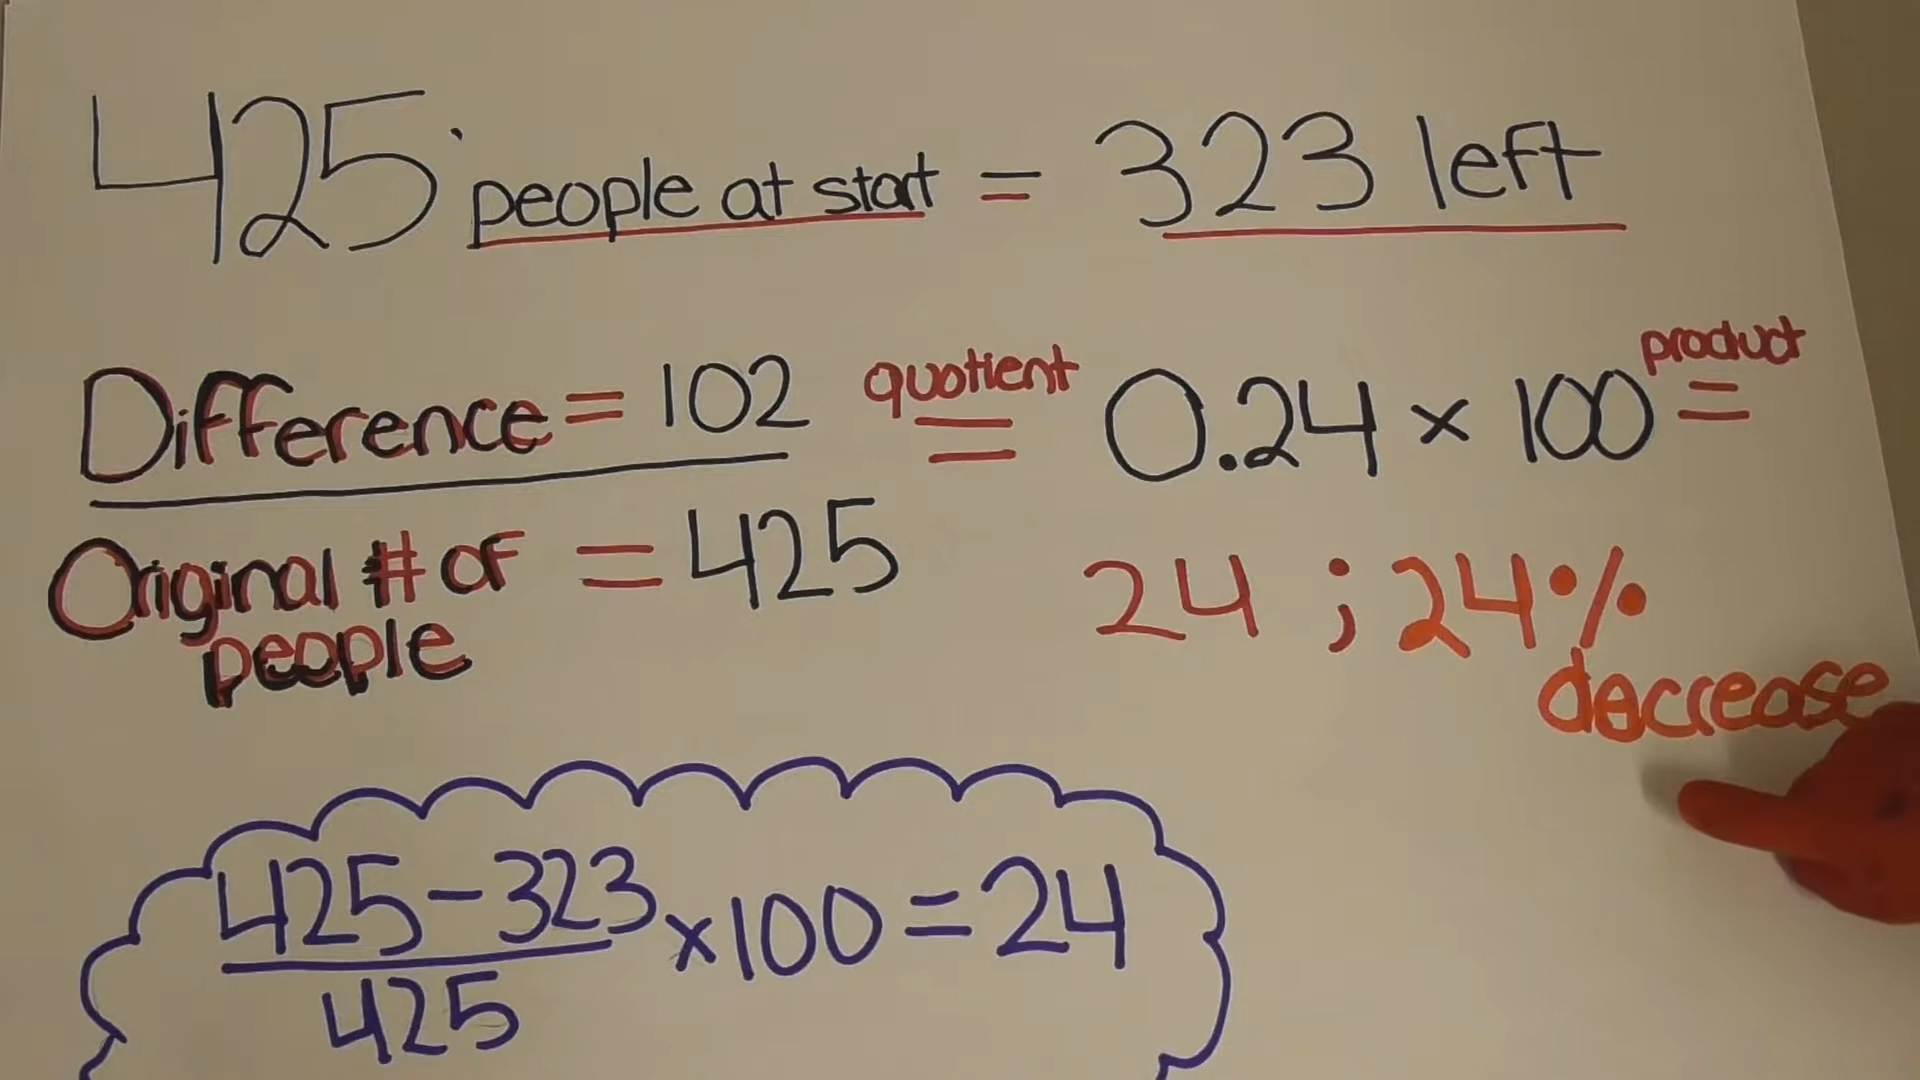 425 people at start = 323 left
Difference = 102 quotient = 0.24 × 100 product =
Original # of people = 425
24 ; 24% decrease
425-323
425
×100 = 24